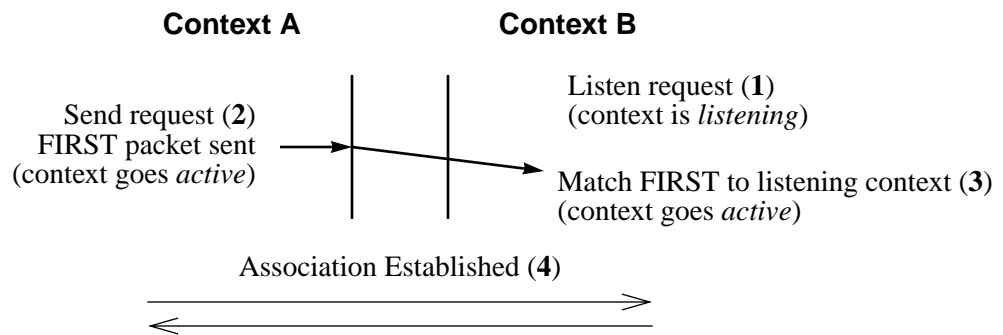 Context A
Context B
Listen request (1)
(context is listening)
Send request (2)
FIRST packet sent
(context goes active)
Match FIRST to listening context (3)
(context goes active)
Association Established (4)